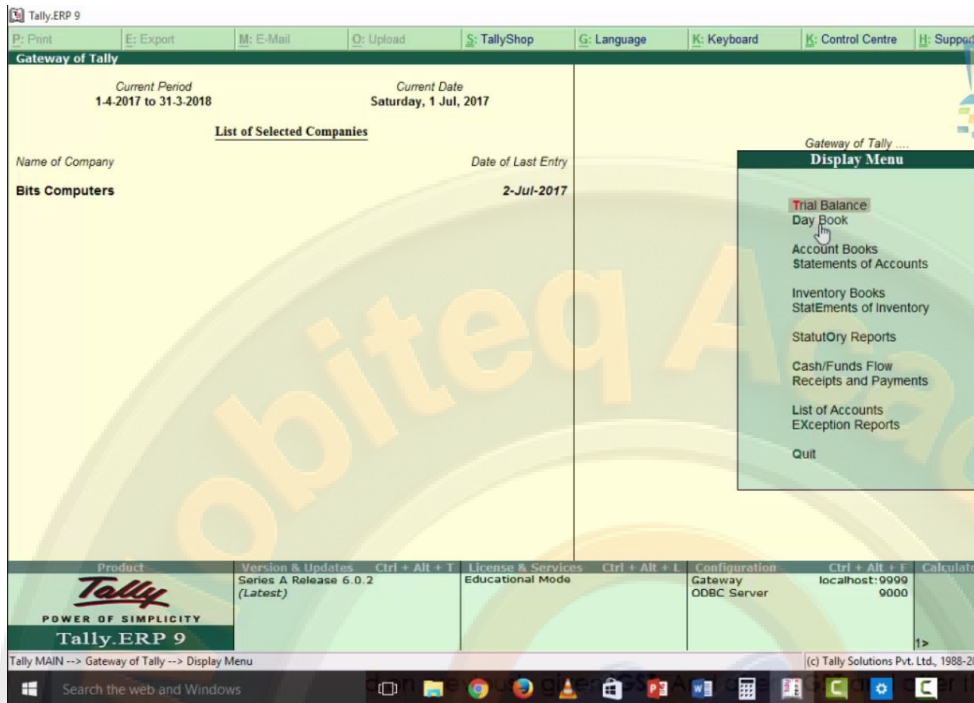 Tally.ERP 9
P: Print E: Export M: E-Mail O: Upload S: TallyShop G: Language K: Keyboard K: Control Centre H: Support
Gateway of Tally
Current Period
1-4-2017 to 31-3-2018
Current Date
Saturday, 1 Jul, 2017
List of Selected Companies
Name of Company Date of Last Entry
Bits Computers 2-Jul-2017
Gateway of Tally ....
Display Menu
Trial Balance
Day Book
Account Books
Statements of Accounts
Inventory Books
StatEments of Inventory
StatutOry Reports
Cash/Funds Flow
Receipts and Payments
List of Accounts
EXception Reports
Quit
Product
Tally
POWER OF SIMPLICITY
Tally.ERP 9
Version & Updates Ctrl + Alt + T
Series A Release 6.0.2
(Latest)
License & Services Ctrl + Alt + L
Educational Mode
Configuration Ctrl + Alt + F
Gateway localhost:9999
ODBC Server 9000
1>
Tally MAIN --> Gateway of Tally --> Display Menu
(c) Tally Solutions Pvt. Ltd., 1988-20
Search the web and Windows